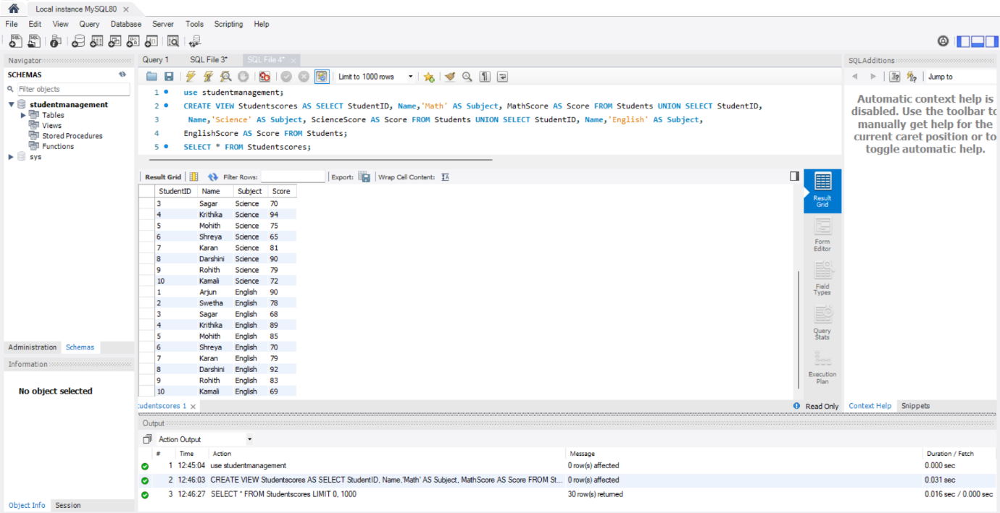 Local instance MySQL80 ×
File Edit View Query Database Server Tools Scripting Help
Navigator
SCHEMAS
Filter objects
studentmanagement
Tables
Views
Stored Procedures
Functions
sys
Administration Schemas
Information
No object selected
Object Info Session
Query 1 SQL File 3* SQL File 4* ×
Limit to 1000 rows
1 use studentmanagement;
2 CREATE VIEW Studentscores AS SELECT StudentID, Name,'Math' AS Subject, MathScore AS Score FROM Students UNION SELECT StudentID,
3 Name,'Science' AS Subject, ScienceScore AS Score FROM Students UNION SELECT StudentID, Name,'English' AS Subject,
4 EnglishScore AS Score FROM Students;
5 SELECT * FROM Studentscores;
Result Grid Filter Rows: Export: Wrap Cell Content:
StudentID Name Subject Score
3 Sagar Science 70
4 Krithika Science 94
5 Mohith Science 75
6 Shreya Science 65
7 Karan Science 81
8 Darshini Science 90
9 Rohith Science 79
10 Kamali Science 72
1 Arjun English 90
2 Swetha English 78
3 Sagar English 68
4 Krithika English 89
5 Mohith English 85
6 Shreya English 70
7 Karan English 79
8 Darshini English 92
9 Rohith English 83
10 Kamali English 69
Result
Grid
Form
Editor
Field
Types
Query
Stats
Execution
Plan
udentscores 1 × Read Only
SQLAdditions
Jump to
Automatic context help is
disabled. Use the toolbar to
manually get help for the
current caret position or to
toggle automatic help.
Context Help Snippets
Output
Action Output
# Time Action Message Duration / Fetch
1 12:45:04 use studentmanagement 0 row(s) affected 0.000 sec
2 12:46:03 CREATE VIEW Studentscores AS SELECT StudentID, Name,'Math' AS Subject, MathScore AS Score FROM St... 0 row(s) affected 0.031 sec
3 12:46:27 SELECT * FROM Studentscores LIMIT 0, 1000 30 row(s) returned 0.016 sec / 0.000 sec